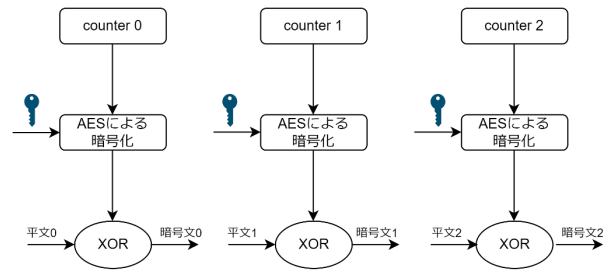 counter 0
counter 1
counter 2
AESによる
暗号化
AESによる
暗号化
AESによる
暗号化
平文0
XOR
暗号文0
平文1
XOR
暗号文1
平文2
XOR
暗号文2